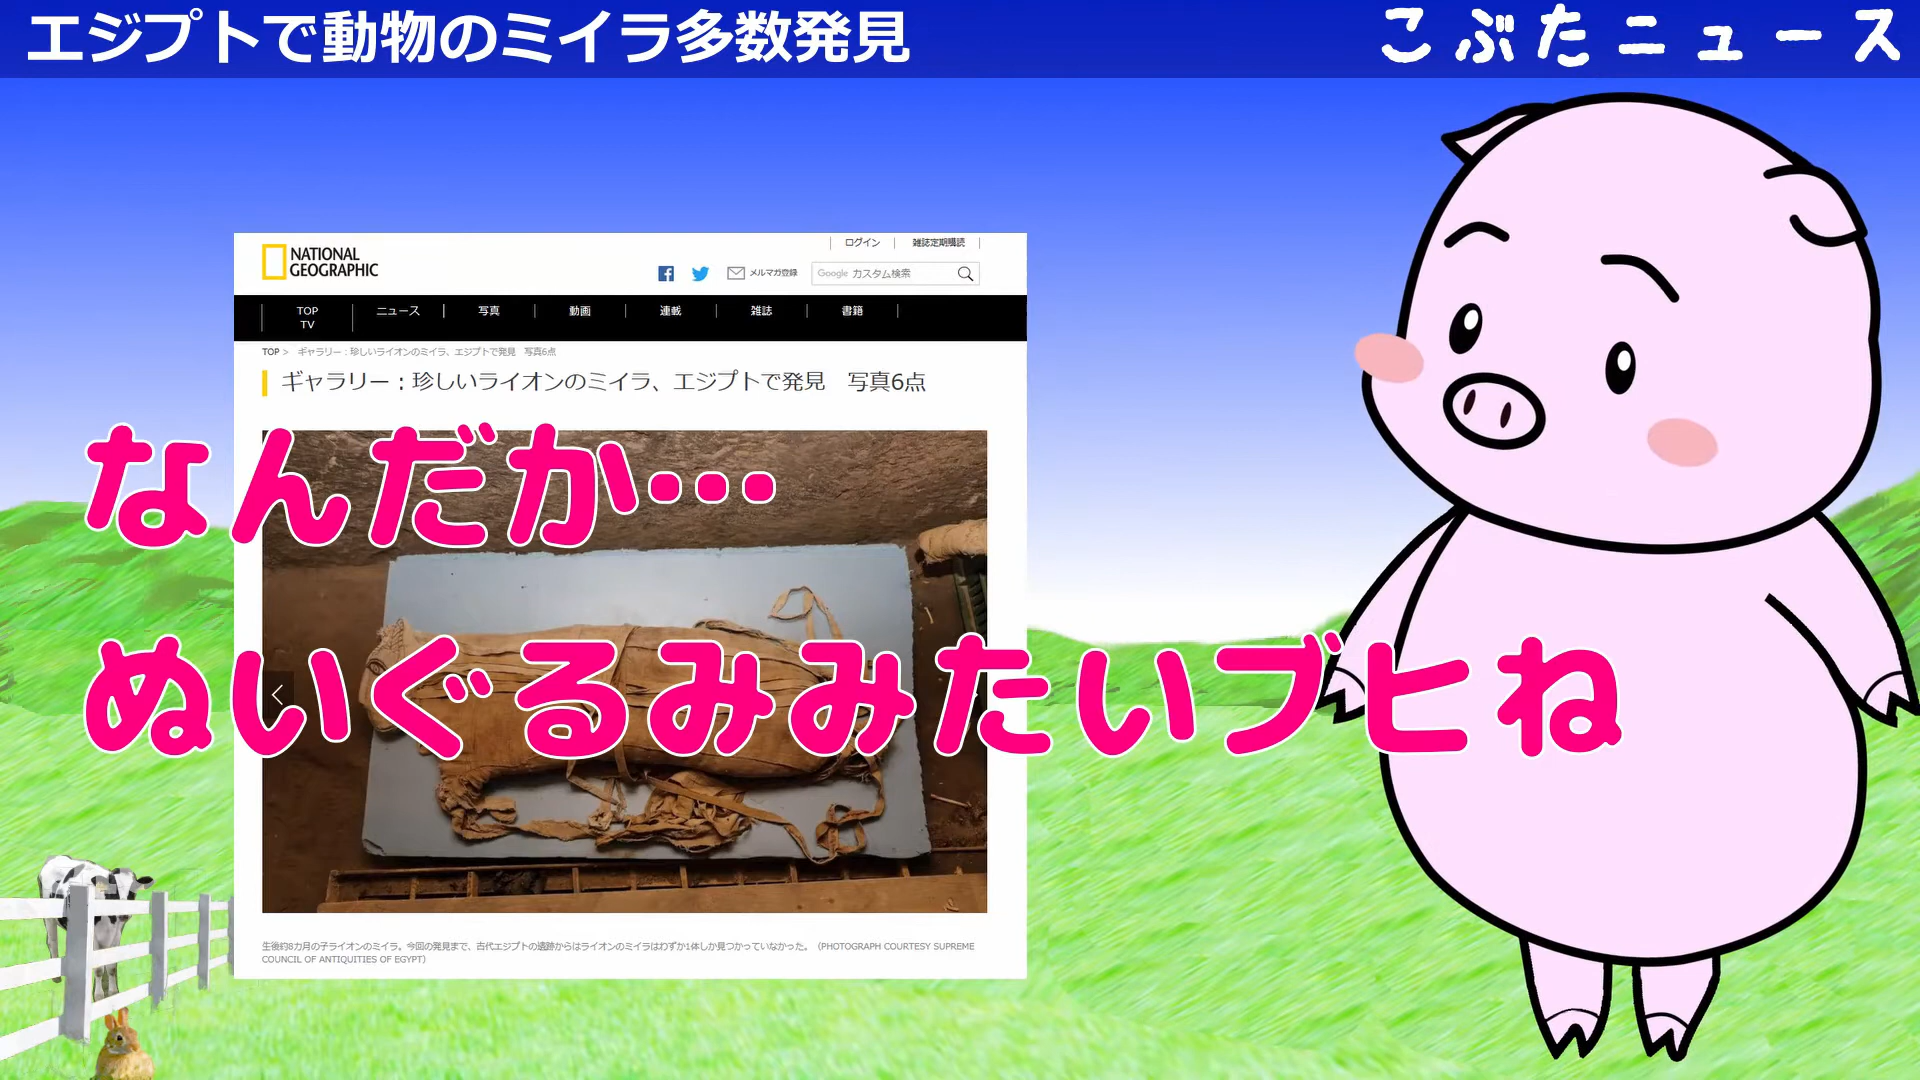 エジプトで動物のミイラ多数発見
こぶたニュース
NATIONAL
GEOGRAPHIC
ログイン
雑誌定期購読
メルマガ登録
Google カスタム検索
TOP
ニュース
写真
動画
連載
雑誌
書籍
TV
TOP > ギャラリー：珍しいライオンのミイラ、エジプトで発見 写真6点
ギャラリー：珍しいライオンのミイラ、エジプトで発見 写真6点
なんだか…
ぬいぐるみみたいブヒね
生後約8カ月の子ライオンのミイラ。今回の発見まで、古代エジプトの遺跡からはライオンのミイラはわずか1体しか見つかっていなかった。（PHOTOGRAPH COURTESY SUPREME
COUNCIL OF ANTIQUITIES OF EGYPT）